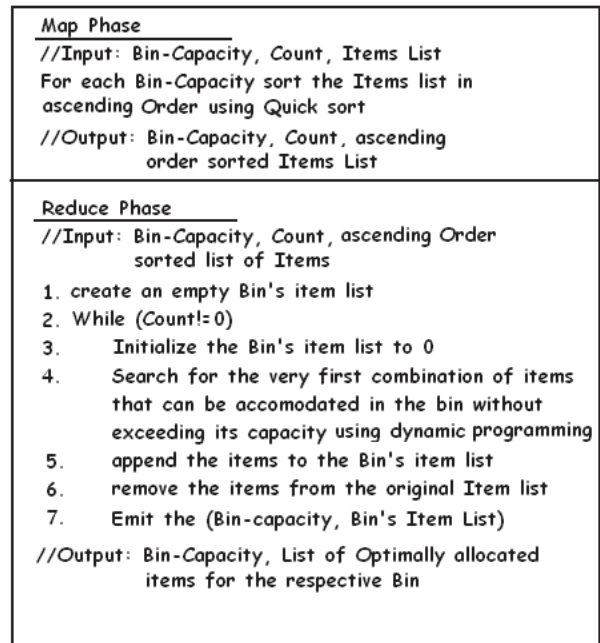 Map Phase
//Input: Bin-Capacity, Count, Items List
For each Bin-Capacity sort the Items list in
ascending Order using Quick sort
//Output: Bin-Capacity, Count, ascending
order sorted Items List
Reduce Phase
//Input: Bin-Capacity, Count, ascending Order
sorted list of Items
1. create an empty Bin's item list
2. While (Count!=0)
3. Initialize the Bin's item list to 0
4. Search for the very first combination of items
that can be accomodated in the bin without
exceeding its capacity using dynamic programming
5. append the items to the Bin's item list
6. remove the items from the original Item list
7. Emit the (Bin-capacity, Bin's Item List)
//Output: Bin-Capacity, List of Optimally allocated
items for the respective Bin